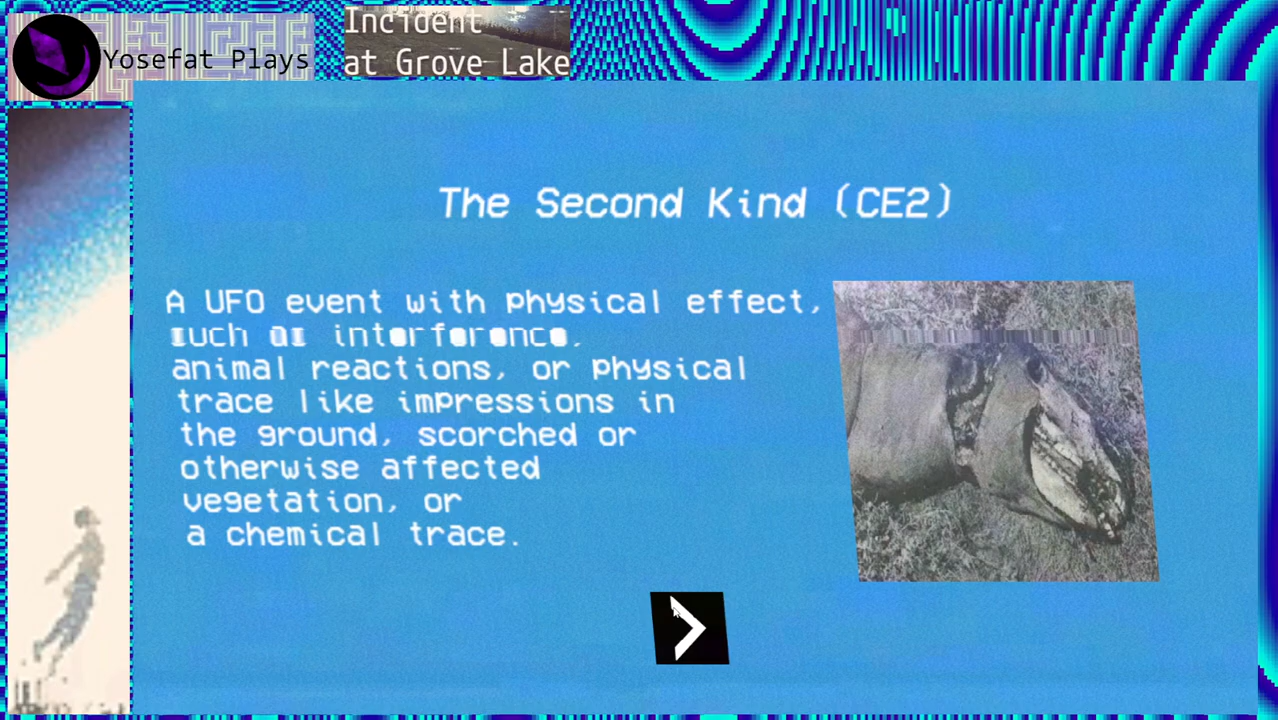 Yosefat Plays
Incident
at Grove Lake
The Second Kind (CE2)
A UFO event with physical effect,
such as interference,
animal reactions, or physical
trace like impressions in
the ground, scorched or
otherwise affected
vegetation, or
a chemical trace.